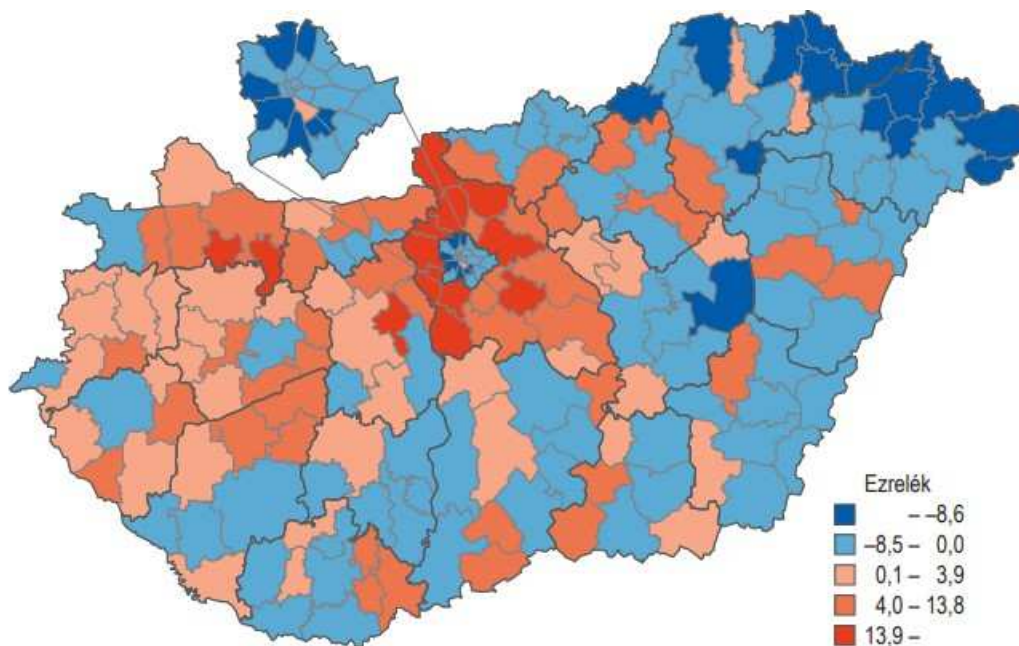 Ezrelék
– –8,6
–8,5 – 0,0
0,1 – 3,9
4,0 – 13,8
13,9 –